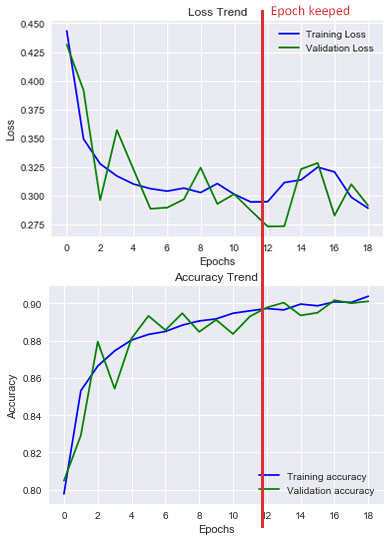 Loss Trend
Epoch keeped
0.450
0.425
0.400
0.375
0.350
0.325
0.300
0.275
Loss
Training Loss
Validation Loss
0 2 4 6 8 10 12 14 16 18
Epochs
Accuracy Trend
0.90
0.88
0.86
0.84
0.82
0.80
Accuracy
Training accuracy
Validation accuracy
0 2 4 6 8 10 12 14 16 18
Epochs